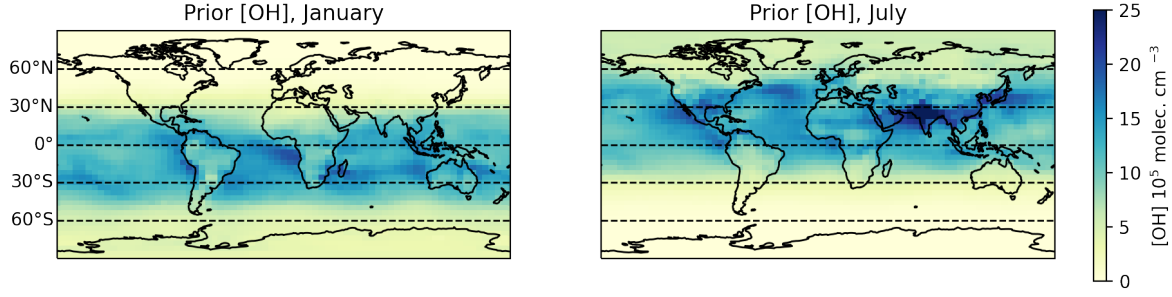 Prior [OH], January
Prior [OH], July
60°N
30°N
0°
30°S
60°S
25
20
15
10
5
0
[OH] 10⁵ molec. cm ⁻³